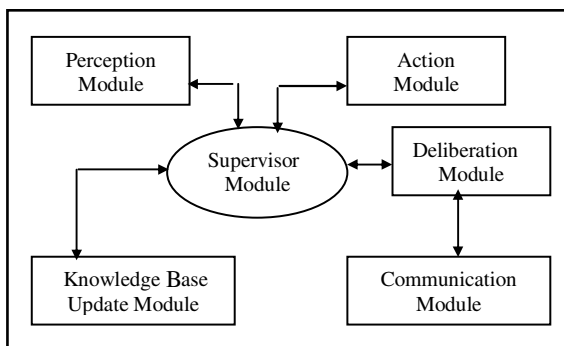 Perception
Module
Action
Module
Supervisor
Module
Deliberation
Module
Knowledge Base
Update Module
Communication
Module